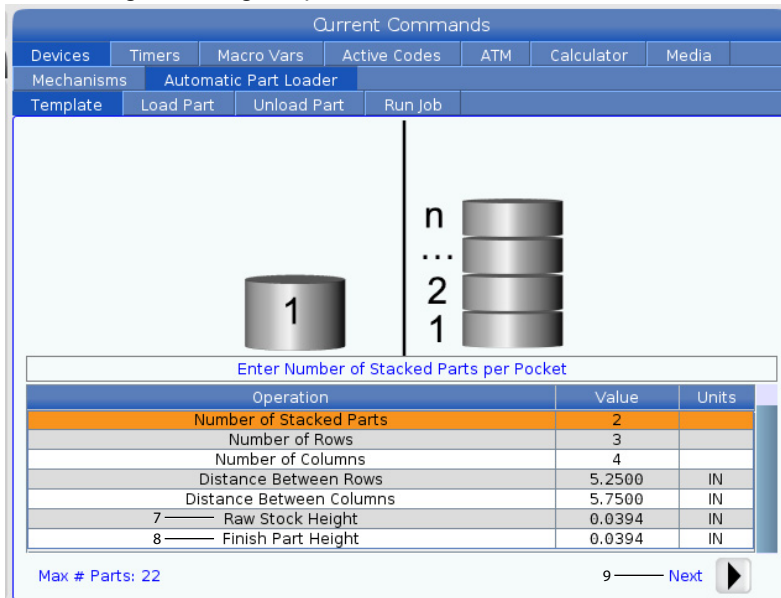 Current Commands
Devices Timers Macro Vars Active Codes ATM Calculator Media
Mechanisms Automatic Part Loader
Template Load Part Unload Part Run Job
n
...
2
1
1
Enter Number of Stacked Parts per Pocket
Operation Value Units
Number of Stacked Parts 2
Number of Rows 3
Number of Columns 4
Distance Between Rows 5.2500 IN
Distance Between Columns 5.7500 IN
7 Raw Stock Height 0.0394 IN
8 Finish Part Height 0.0394 IN
Max # Parts: 22 9 Next